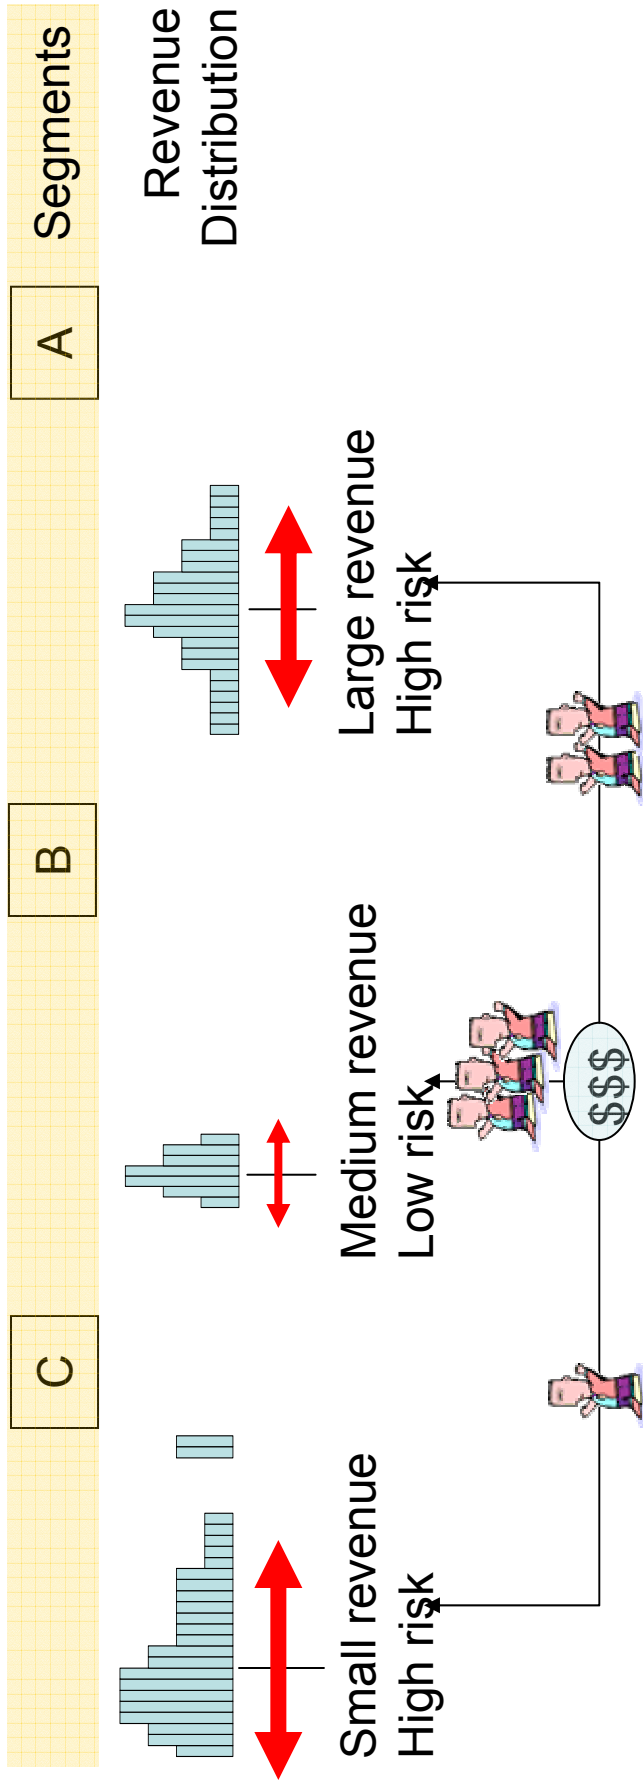 Segments
A
B
C
Revenue
Distribution
Large revenue
High risk
Medium revenue
Low risk
Small revenue
High risk
$$$